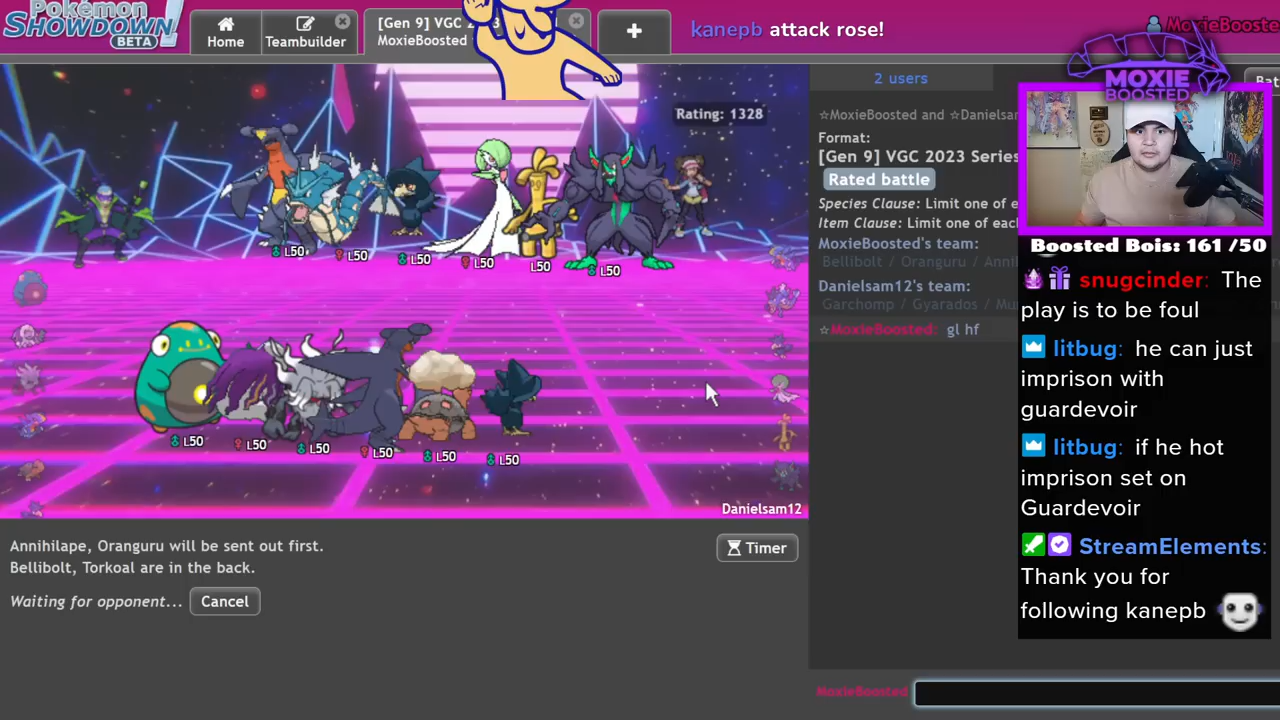 Pokémon
SHOWDOWN!
BETA
Home
Teambuilder
[Gen 9] VGC 2
MoxieBoosted
+
kanepb attack rose!
MoxieBooste
MOXIE
BOOSTED
Bat
2 users
Rating: 1328
☆MoxieBoosted and ☆Danielsam
Format:
[Gen 9] VGC 2023 Series
Rated battle
Species Clause: Limit one of e
Item Clause: Limit one of each
MoxieBoosted's team:
Bellibolt / Oranguru / Anni
Danielsam12's team:
Garchomp / Gyarados / Mu
☆MoxieBoosted: gl hf
L50
L50
L50
L50
L50
L50
L50
L50
L50
L50
L50
L50
Danielsam12
Annihilape, Oranguru will be sent out first.
Bellibolt, Torkoal are in the back.
Waiting for opponent...
Cancel
Timer
Boosted Bois: 161 /50
snugcinder: The
play is to be foul
litbug: he can just
imprison with
guardevoir
litbug: if he hot
imprison set on
Guardevoir
StreamElements:
Thank you for
following kanepb
MoxieBoosted